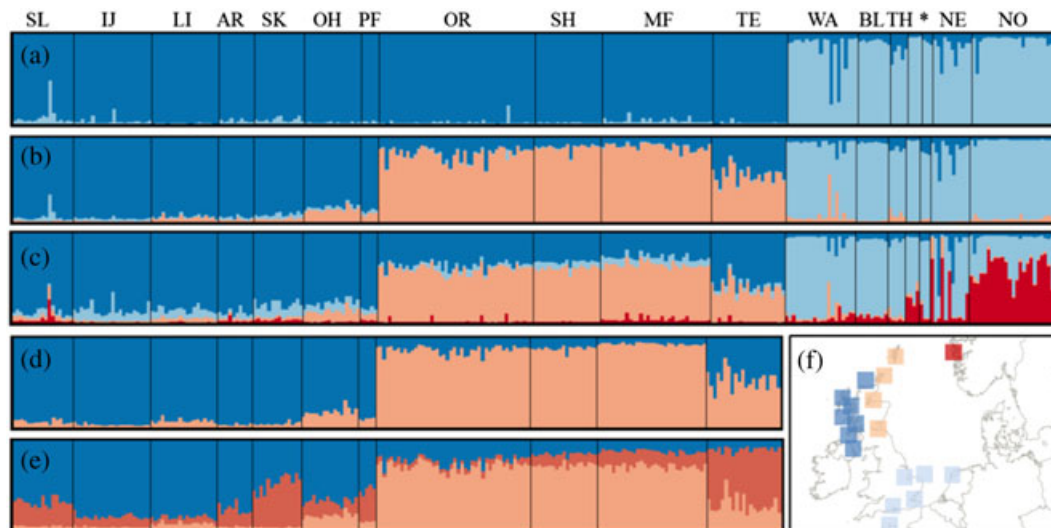 SL IJ LI AR SK OH PF OR SH MF TE WA BL TH * NE NO
(a)
(b)
(c)
(d)
(e)
(f)